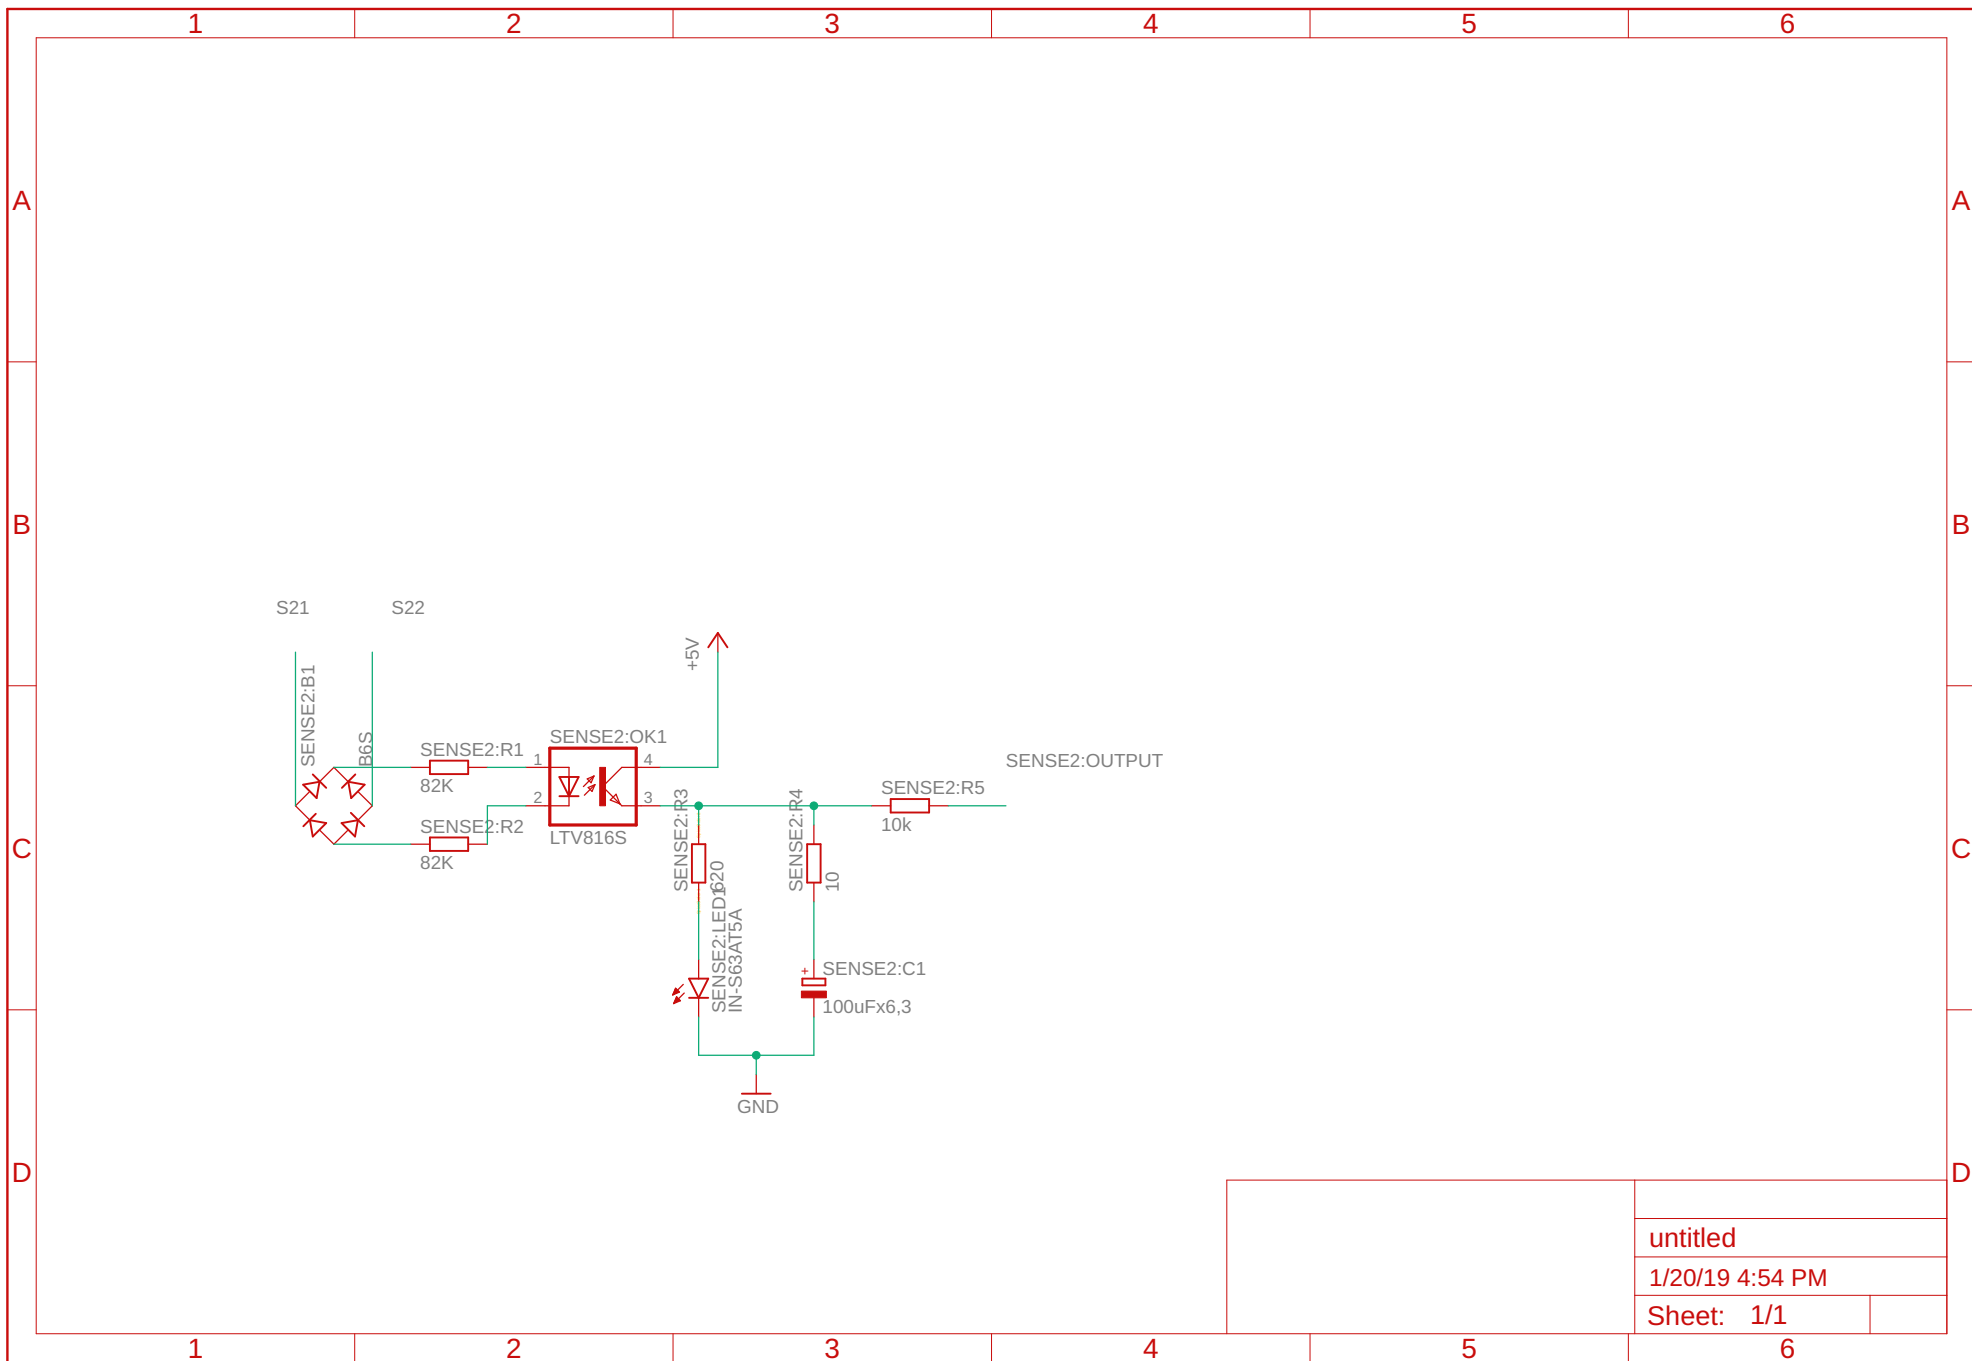 1 2 3 4 5 6
A A
B B
S21 S22
+5V
SENSE2:B1
B6S
SENSE2:R1
82K
SENSE2:R2
82K
SENSE2:OK1
1 4
2 3
LTV816S
SENSE2:OUTPUT
SENSE2:R5
10k
SENSE2:R3
620
SENSE2:R4
10
C C
SENSE2:LED1
IN-S63AT5A
+
SENSE2:C1
100uFx6,3
GND
D D
untitled
1/20/19 4:54 PM
Sheet: 1/1
1 2 3 4 5 6